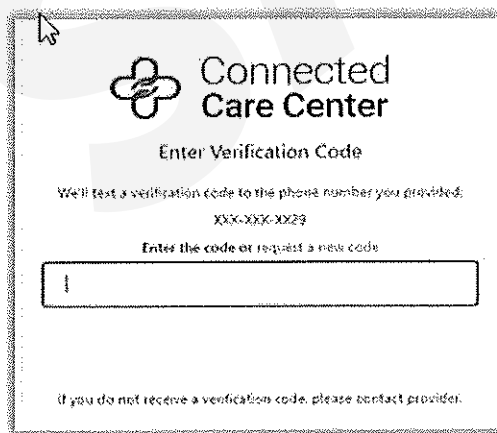 Connected
Care Center
Enter Verification Code
We'll text a verification code to the phone number you provided:
XXX-XXX-XX29
Enter the code or request a new code
If you do not receive a verification code, please contact provider.